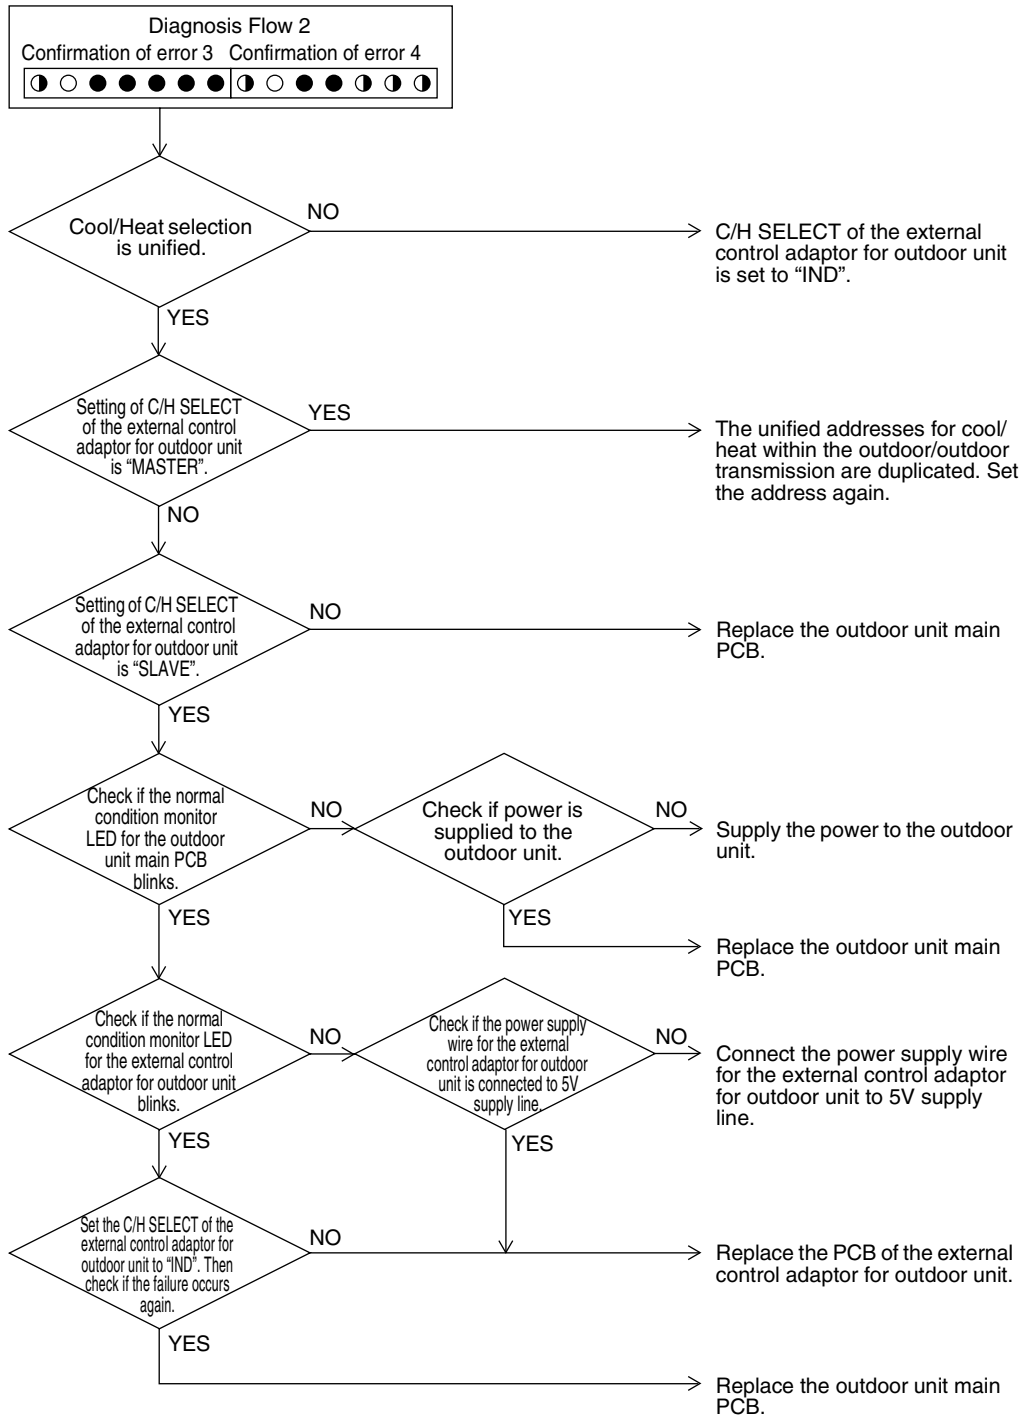 Diagnosis Flow 2
Confirmation of error 3 Confirmation of error 4
Cool/Heat selection
is unified.
NO
C/H SELECT of the external
control adaptor for outdoor unit
is set to “IND”.
YES
Setting of C/H SELECT
of the external control
adaptor for outdoor unit
is “MASTER”.
YES
The unified addresses for cool/
heat within the outdoor/outdoor
transmission are duplicated. Set
the address again.
NO
Setting of C/H SELECT
of the external control
adaptor for outdoor unit
is “SLAVE”.
NO
Replace the outdoor unit main
PCB.
YES
Check if the normal
condition monitor
LED for the outdoor
unit main PCB
blinks.
NO
Check if power is
supplied to the
outdoor unit.
NO
Supply the power to the outdoor
unit.
YES
YES
Replace the outdoor unit main
PCB.
Check if the normal
condition monitor LED
for the external control
adaptor for outdoor unit
blinks.
NO
Check if the power supply
wire for the external
control adaptor for outdoor
unit is connected to 5V
supply line.
NO
Connect the power supply wire
for the external control adaptor
for outdoor unit to 5V supply
line.
YES
YES
Set the C/H SELECT of the
external control adaptor for
outdoor unit to “IND”. Then
check if the failure occurs
again.
NO
Replace the PCB of the external
control adaptor for outdoor unit.
YES
Replace the outdoor unit main
PCB.